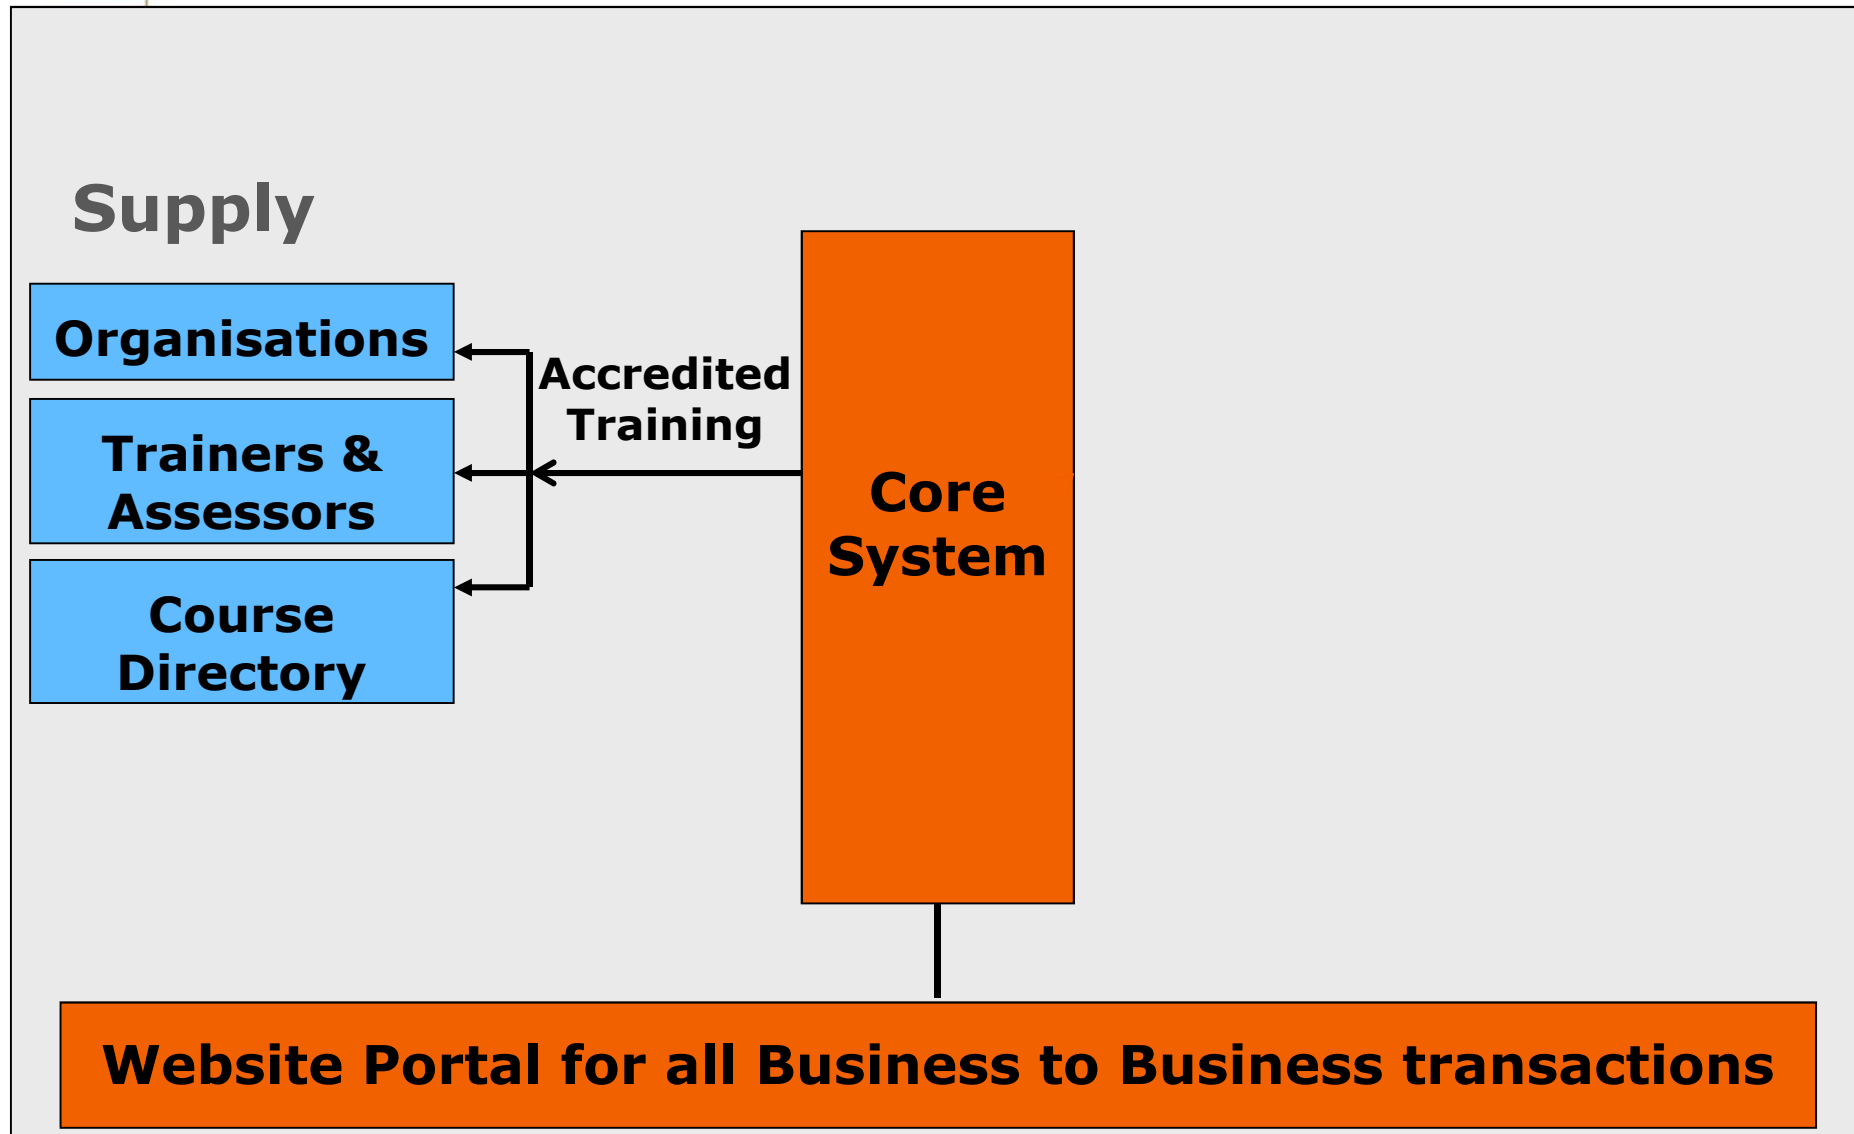 Supply
Organisations
Trainers &
Assessors
Course
Directory
Accredited
Training
Core
System
Website Portal for all Business to Business transactions